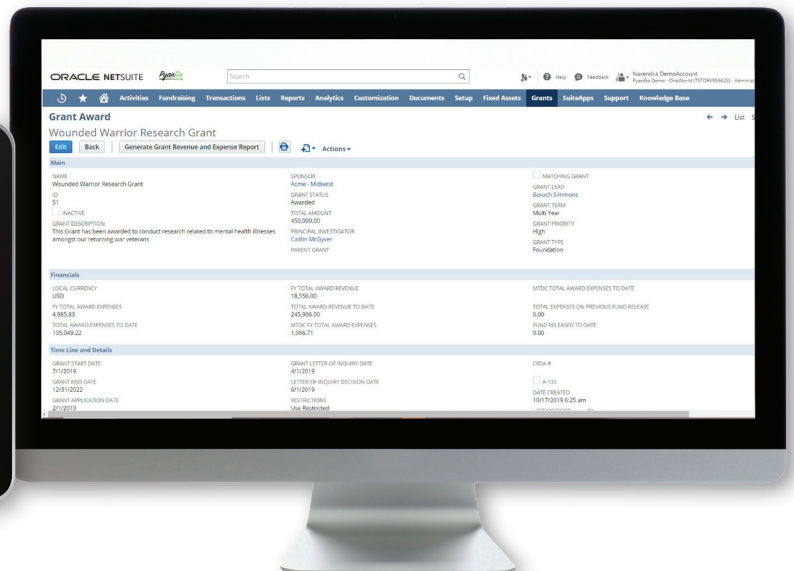 ORACLE NETSUITE RyanGo Search Help Feedback Narendra DemoAccount
RyanGo Demo - OneWorld
Activities Fundraising Transactions Lists Reports Analytics Customization Documents Setup Fixed Assets Grants SuiteApps Support Knowledge Base
Grant Award List
Wounded Warrior Research Grant
Edit Back Generate Grant Revenue and Expense Report Actions
Main
NAME
Wounded Warrior Research Grant
ID
51
INACTIVE
GRANT DESCRIPTION
This Grant has been awarded to conduct research related to mental health illnesses
amongst our returning war veterans
SPONSOR
Acme - Midwest
GRANT STATUS
Awarded
TOTAL AMOUNT
450,000.00
PRINCIPAL INVESTIGATOR
Caitlin McGyver
PARENT GRANT
MATCHING GRANT
GRANT LEAD
Baruch Simmons
GRANT TERM
Multi Year
GRANT PRIORITY
High
GRANT TYPE
Foundation
Financials
LOCAL CURRENCY
USD
FY TOTAL AWARD EXPENSES
4,985.83
TOTAL AWARD EXPENSES TO DATE
105,049.22
FY TOTAL AWARD REVENUE
18,556.00
TOTAL AWARD REVENUE TO DATE
245,906.00
MTDC FY TOTAL AWARD EXPENSES
1,066.71
MTDC TOTAL AWARD EXPENSES TO DATE
TOTAL EXPENSES ON PREVIOUS FUND RELEASE
0.00
FUND RELEASED TO DATE
0.00
Time Line and Details
GRANT START DATE
7/1/2019
GRANT END DATE
12/31/2022
GRANT APPLICATION DATE
2/1/2019
GRANT LETTER OF INQUIRY DATE
4/1/2019
LETTER OF INQUIRY DECISION DATE
6/1/2019
RESTRICTIONS
Use Restricted
CFDA #
A-133
DATE CREATED
10/17/2019 6:25 am